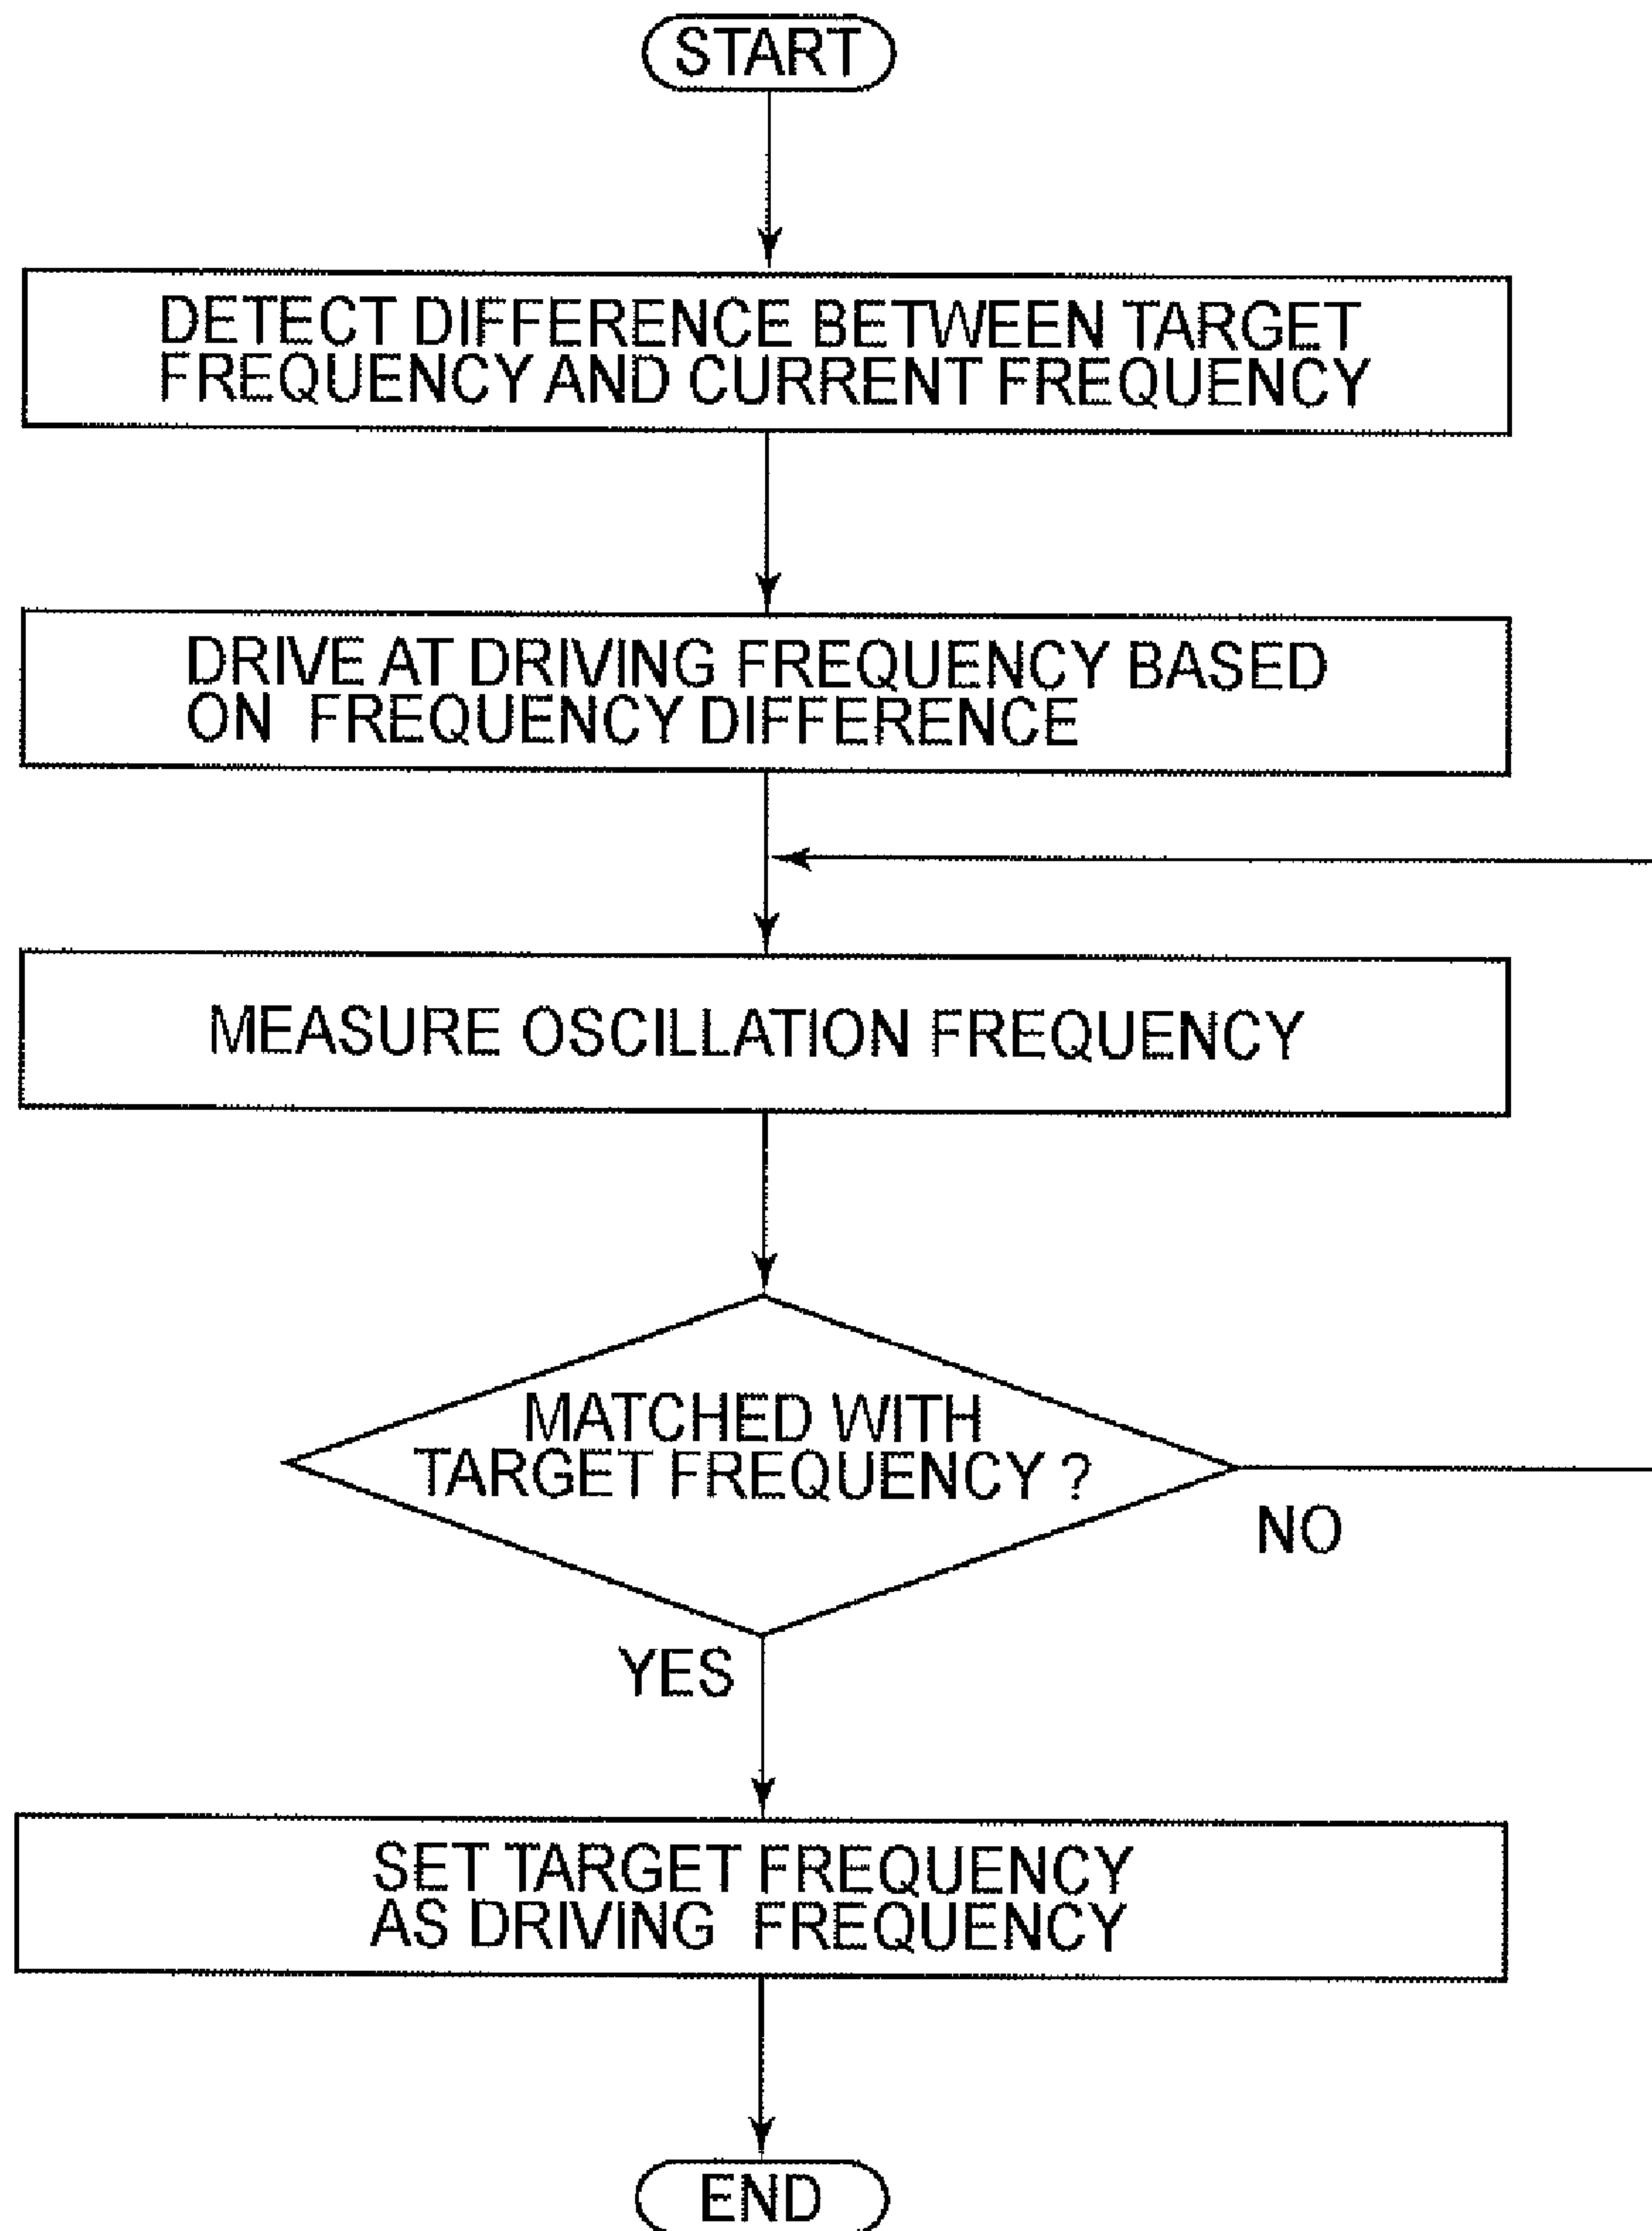 START
DETECT DIFFERENCE BETWEEN TARGET
FREQUENCY AND CURRENT FREQUENCY
DRIVE AT DRIVING FREQUENCY BASED
ON FREQUENCY DIFFERENCE
MEASURE OSCILLATION FREQUENCY
MATCHED WITH
TARGET FREQUENCY ?
NO
YES
SET TARGET FREQUENCY
AS DRIVING FREQUENCY
END